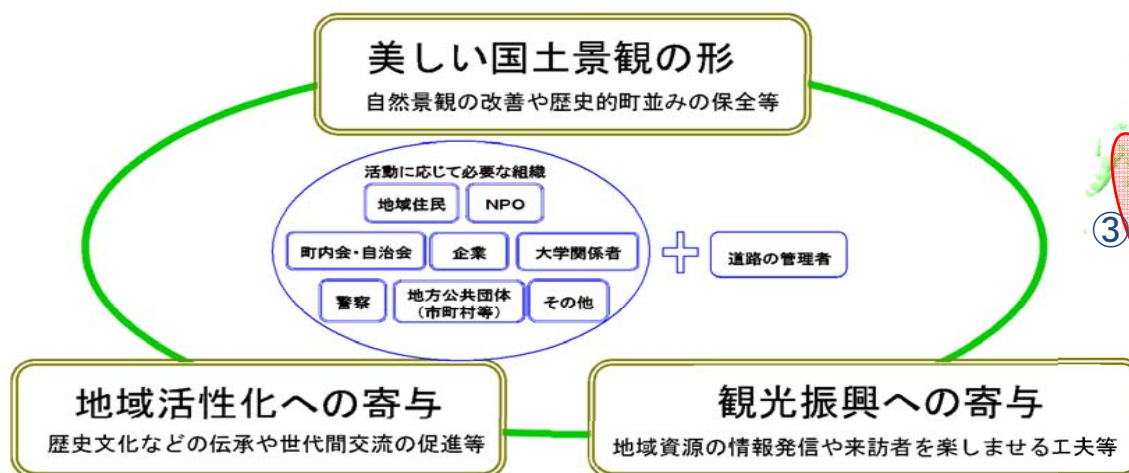 美しい国土景観の形
自然景観の改善や歴史的町並みの保全等
活動に応じて必要な組織
地域住民
NPO
町内会・自治会
企業
大学関係者
道路の管理者
警察
地方公共団体
(市町村等)
その他
③
地域活性化への寄与
歴史文化などの伝承や世代間交流の促進等
観光振興への寄与
地域資源の情報発信や来訪者を楽しませる工夫等